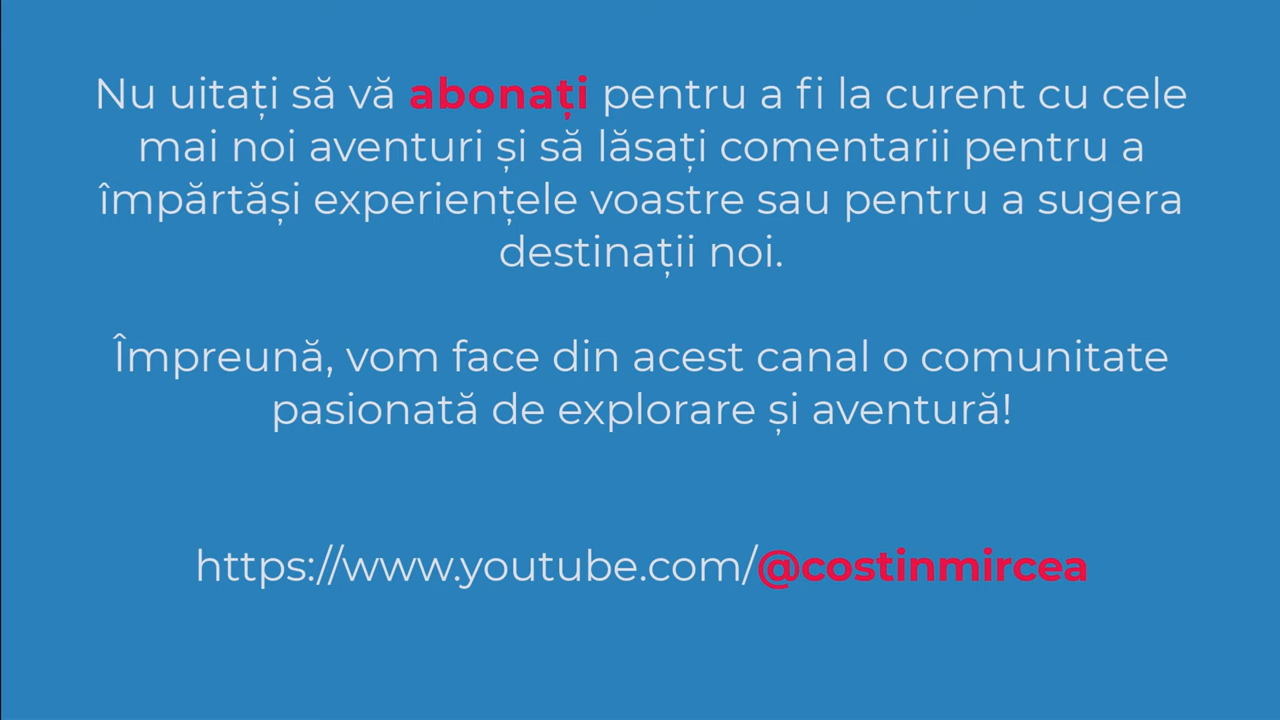 Nu uitați să vă abonați pentru a fi la curent cu cele
mai noi aventuri și să lăsați comentarii pentru a
împărtăși experiențele voastre sau pentru a sugera
destinații noi.
Împreună, vom face din acest canal o comunitate
pasionată de explorare și aventură!
https://www.youtube.com/@costinmircea